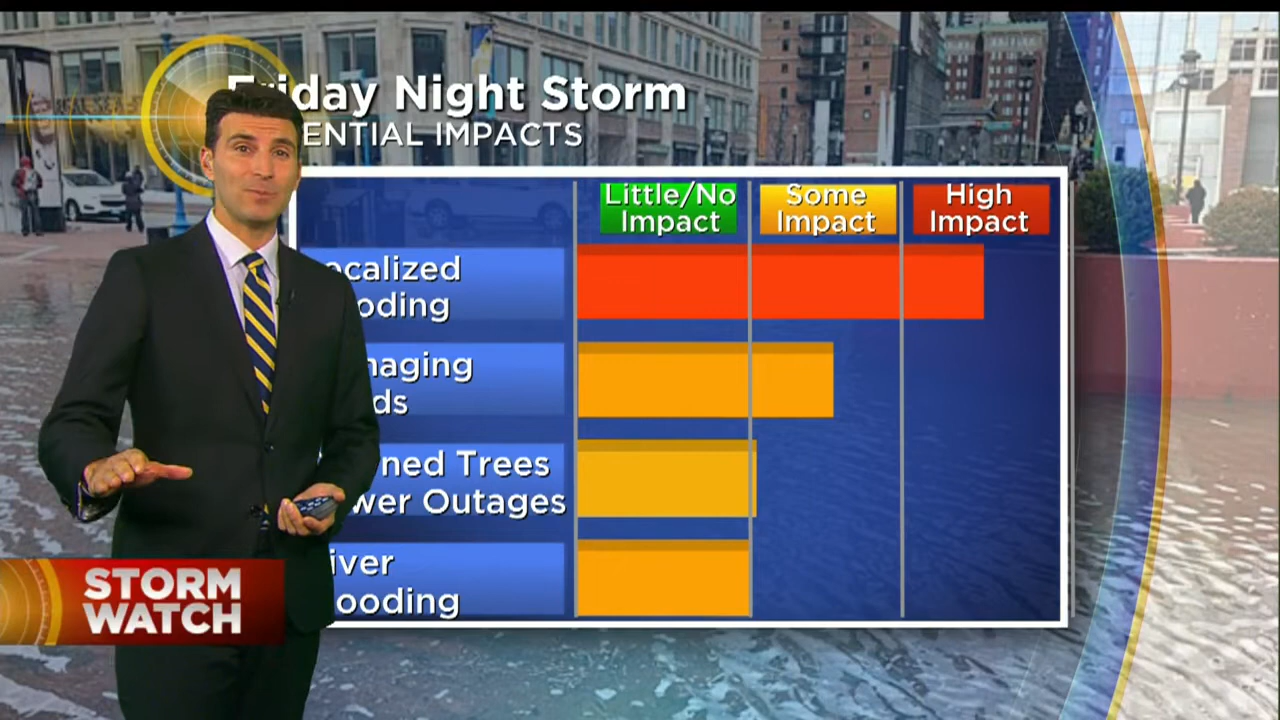 Friday Night Storm
ENTIAL IMPACTS
Little/No
Impact
Some
Impact
High
Impact
ocalized
oding
maging
ds
ned Trees
wer Outages
iver
ooding
STORM
WATCH